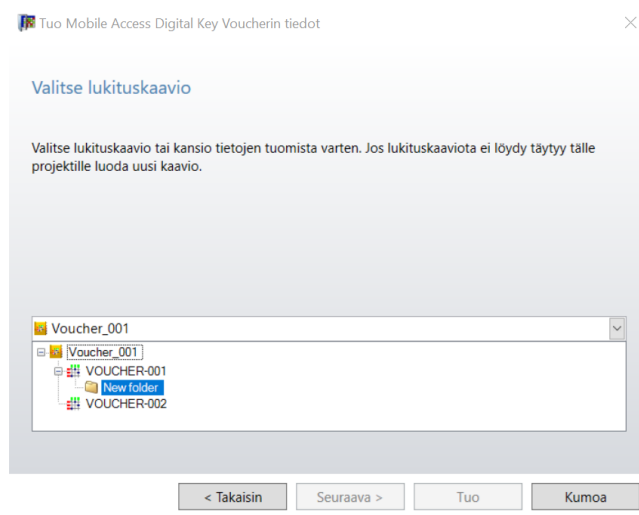 Tuo Mobile Access Digital Key Voucherin tiedot
Valitse lukituskaavio
Valitse lukituskaavio tai kansio tietojen tuomista varten. Jos lukituskaaviota ei löydy täytyy tälle
projektille luoda uusi kaavio.
Voucher_001
Voucher_001
VOUCHER-001
New folder
VOUCHER-002
< Takaisin
Seuraava >
Tuo
Kumoa